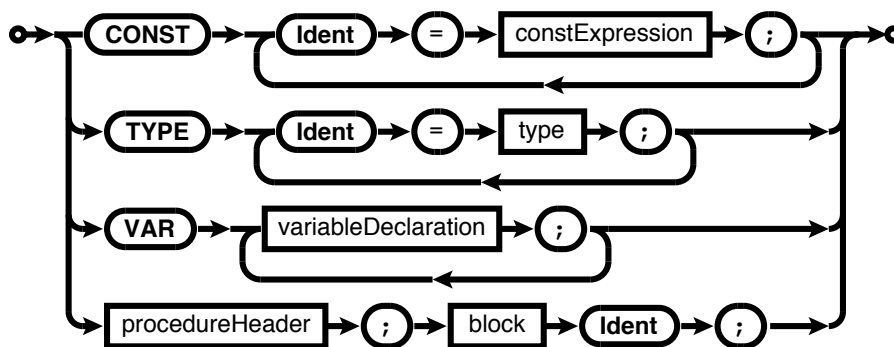 CONST Ident = constExpression ;
TYPE Ident = type ;
VAR variableDeclaration ;
procedureHeader ; block Ident ;